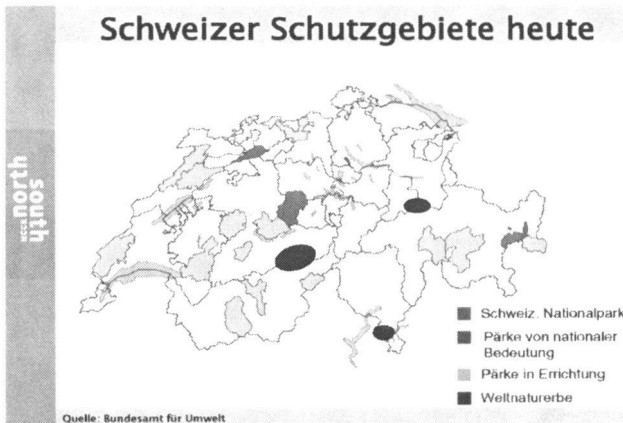 Schweizer Schutzgebiete heute
nccr north south
Schweiz. Nationalpark
Pärke von nationaler
Bedeutung
Pärke in Errichtung
Weltnaturerbe
Quelle: Bundesamt für Umwelt